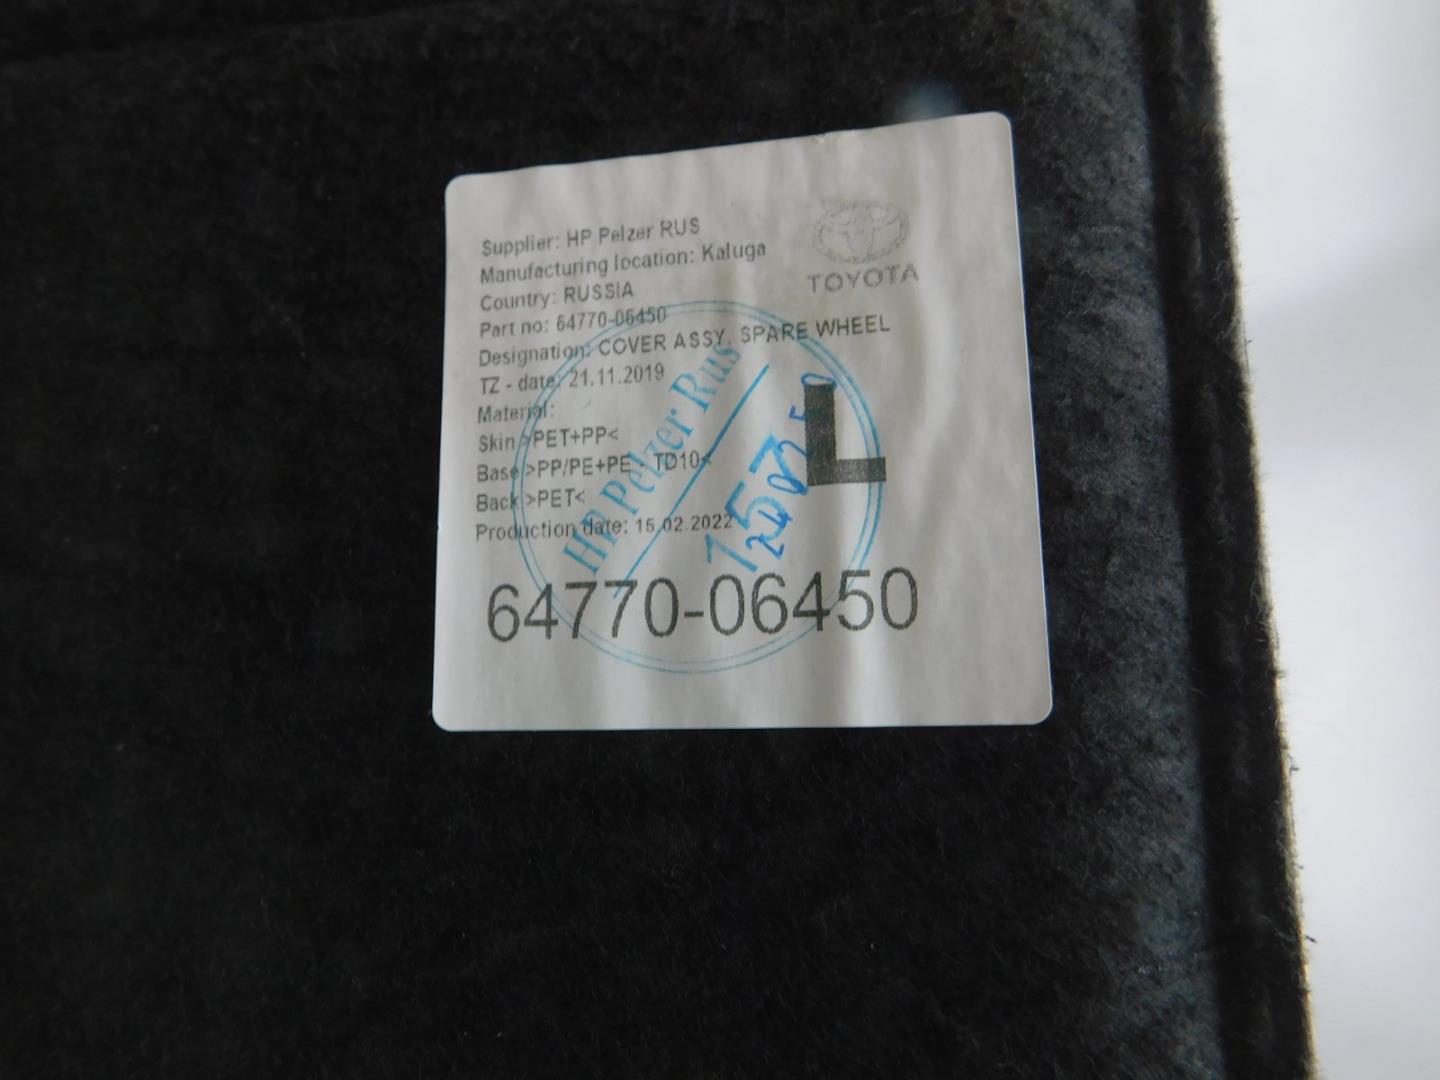 Supplier: HP Pelzer RUS
Manufacturing location: Kaluga
Country: RUSSIA
Part no: 64770-06450
Designation: COVER ASSY, SPARE WHEEL
TZ - date: 21.11.2019
Material:
Skin >PET+PP<
Base >PP/PE+PE TD10<
Back >PET<
Production date: 15.02.2022
TOYOTA
L
HP Pelzer Rus
157
64770-06450